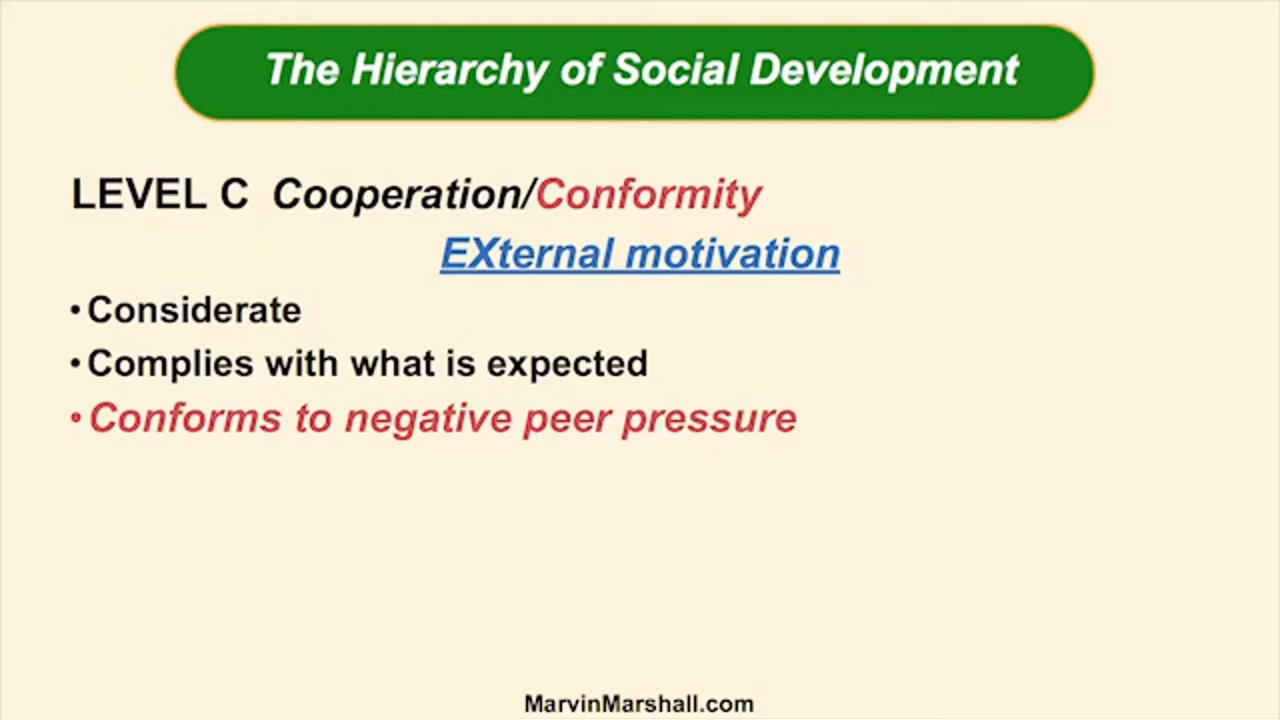 The Hierarchy of Social Development
LEVEL C Cooperation/Conformity
EXternal motivation
• Considerate
• Complies with what is expected
• Conforms to negative peer pressure
MarvinMarshall.com